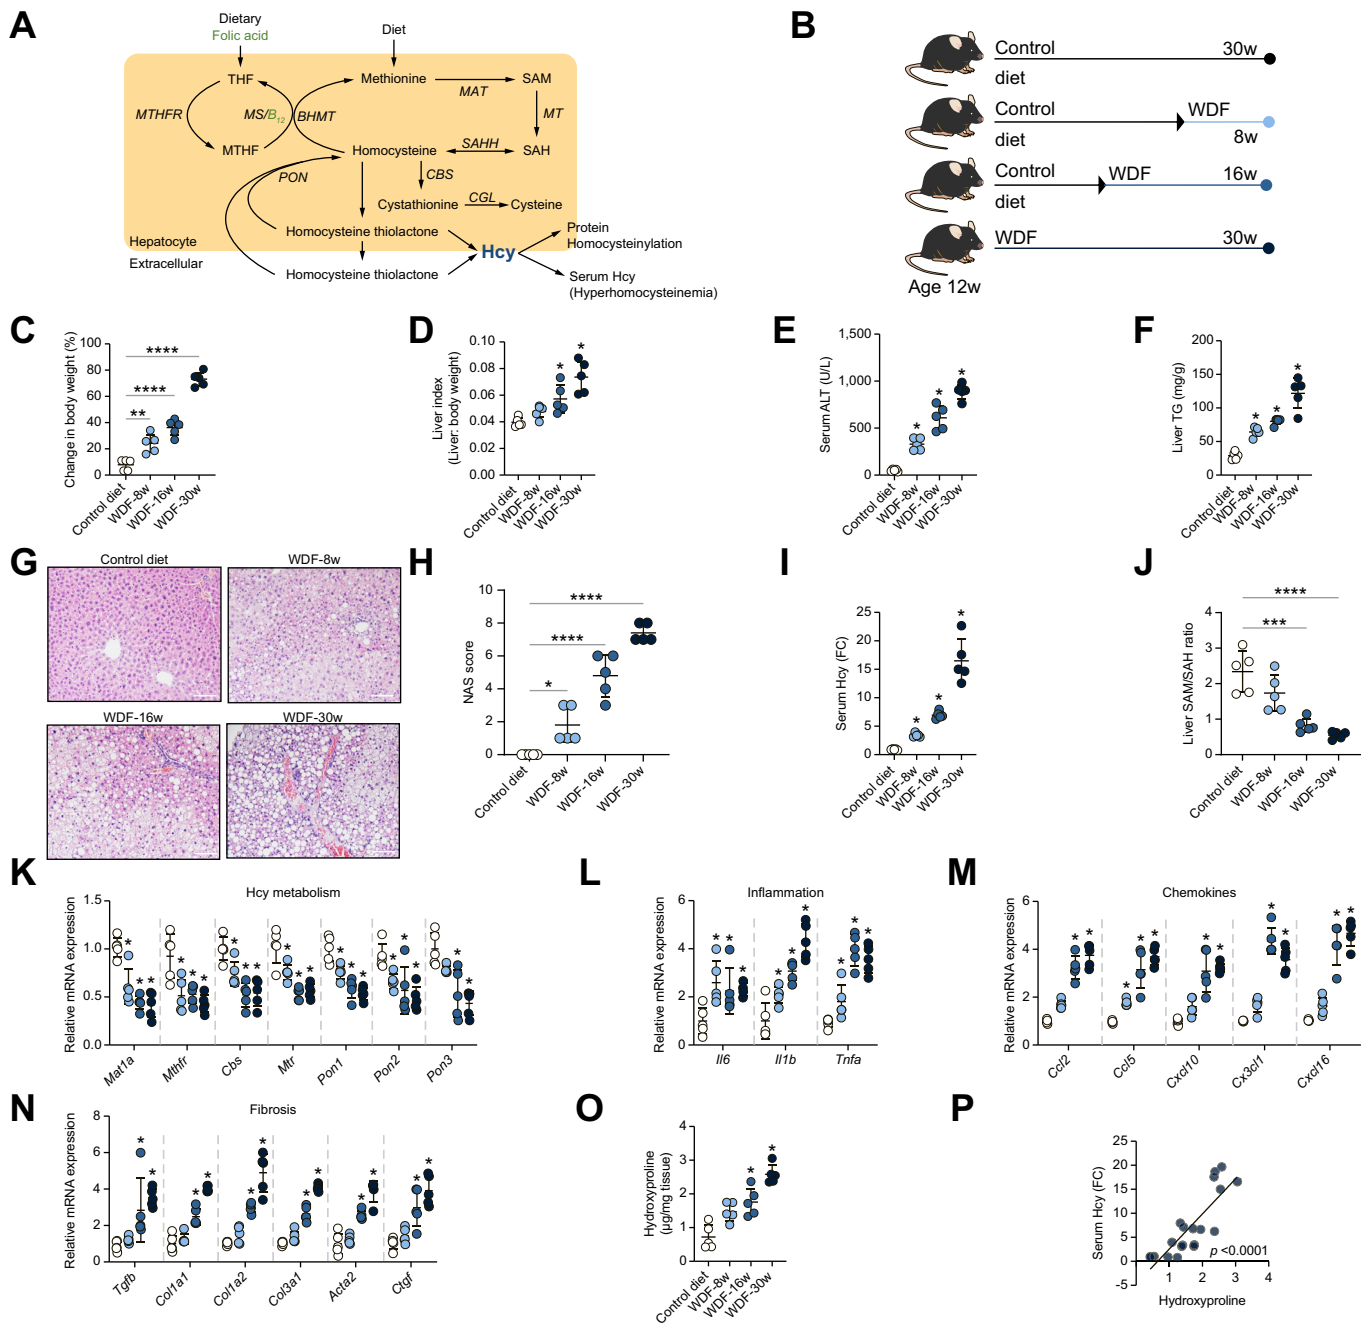 A
Dietary
Folic acid
Diet
THF
Methionine
SAM
MAT
MTHFR
MS/B12
BHMT
MT
MTHF
Homocysteine
SAHH
SAH
PON
CBS
Cystathionine
CGL
Cysteine
Homocysteine thiolactone
Hepatocyte
Extracellular
Homocysteine thiolactone
Hcy
Protein
Homocysteinylation
Serum Hcy
(Hyperhomocysteinemia)
B
Control
diet
30w
Control
diet
WDF
8w
Control
diet
WDF
16w
WDF
30w
Age 12w
C
Change in body weight (%)
100
80
60
40
20
0
****
****
**
Control diet
WDF-8w
WDF-16w
WDF-30w
D
Liver index
(Liver: body weight)
0.10
0.08
0.06
0.04
0.02
0.00
*
*
Control diet
WDF-8w
WDF-16w
WDF-30w
E
Serum ALT (U/L)
1,500
1,000
500
0
*
*
*
Control diet
WDF-8w
WDF-16w
WDF-30w
F
Liver TG (mg/g)
200
150
100
50
0
*
*
*
Control diet
WDF-8w
WDF-16w
WDF-30w
G
Control diet
WDF-8w
WDF-16w
WDF-30w
H
NAS score
10
8
6
4
2
0
****
****
*
Control diet
WDF-8w
WDF-16w
WDF-30w
I
Serum Hcy (FC)
25
20
15
10
5
0
*
*
*
Control diet
WDF-8w
WDF-16w
WDF-30w
J
Liver SAM/SAH ratio
4
3
2
1
0
****
***
Control diet
WDF-8w
WDF-16w
WDF-30w
K
Hcy metabolism
Relative mRNA expression
1.5
1.0
0.5
0.0
* * *
* * *
* * *
* * *
* * *
* * *
* *
Mat1a
Mthfr
Cbs
Mtr
Pon1
Pon2
Pon3
L
Inflammation
Relative mRNA expression
6
4
2
0
* * *
* * *
* * *
Il6
Il1b
Tnfa
M
Chemokines
Relative mRNA expression
6
4
2
0
* *
* * *
* *
* *
* *
Ccl2
Ccl5
Cxcl10
Cx3cl1
Cxcl16
N
Fibrosis
Relative mRNA expression
8
6
4
2
0
* *
* *
* *
* *
* *
* *
Tgfb
Col1a1
Col1a2
Col3a1
Acta2
Ctgf
O
Hydroxyproline
(µg/mg tissue)
4
3
2
1
0
*
*
Control diet
WDF-8w
WDF-16w
WDF-30w
P
Serum Hcy (FC)
25
20
15
10
5
0
-5
p <0.0001
1 2 3 4
Hydroxyproline